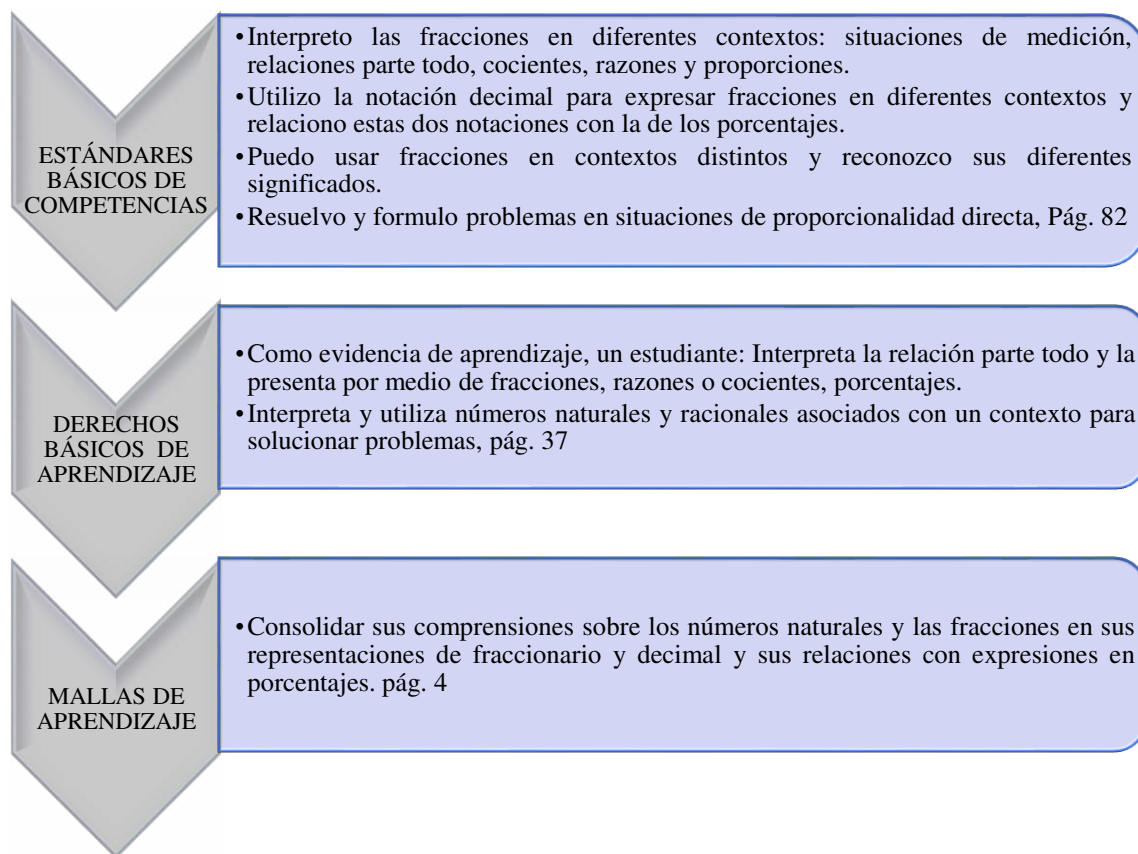 ESTÁNDARES
BÁSICOS DE
COMPETENCIAS
•Interpreto las fracciones en diferentes contextos: situaciones de medición,
relaciones parte todo, cocientes, razones y proporciones.
•Utilizo la notación decimal para expresar fracciones en diferentes contextos y
relaciono estas dos notaciones con la de los porcentajes.
•Puedo usar fracciones en contextos distintos y reconozco sus diferentes
significados.
•Resuelvo y formulo problemas en situaciones de proporcionalidad directa, Pág. 82
DERECHOS
BÁSICOS DE
APRENDIZAJE
•Como evidencia de aprendizaje, un estudiante: Interpreta la relación parte todo y la
presenta por medio de fracciones, razones o cocientes, porcentajes.
•Interpreta y utiliza números naturales y racionales asociados con un contexto para
solucionar problemas, pág. 37
MALLAS DE
APRENDIZAJE
•Consolidar sus comprensiones sobre los números naturales y las fracciones en sus
representaciones de fraccionario y decimal y sus relaciones con expresiones en
porcentajes. pág. 4